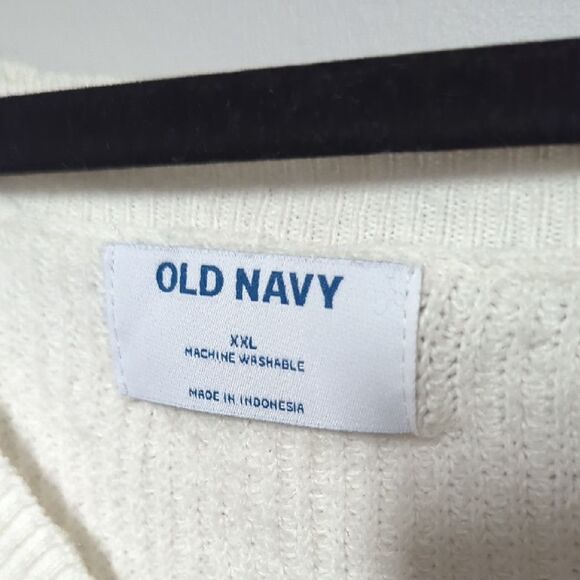 OLD NAVY
XXL
MACHINE WASHABLE
MADE IN INDONESIA